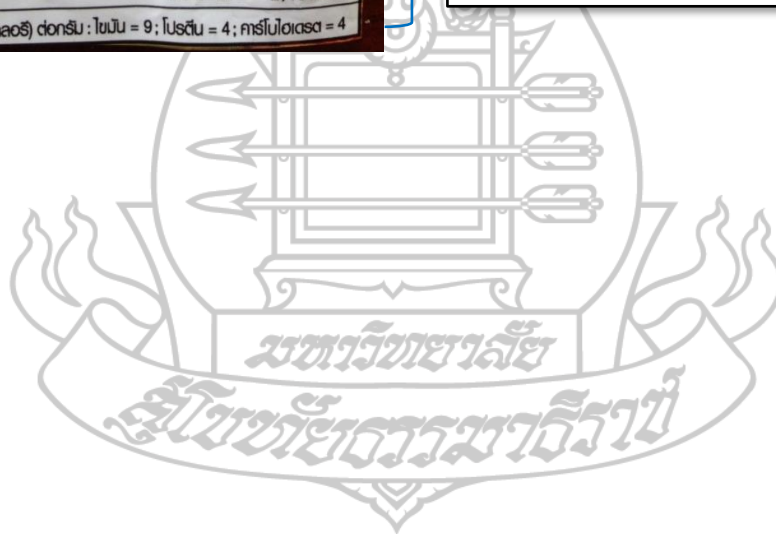 ลอรี) ต่อกรัม : ไขมัน = 9 ; โปรตีน = 4 ; คาร์โบไฮเดรต = 4
มหาวิทยาลัย
สุโขทัยธรรมาธิราช